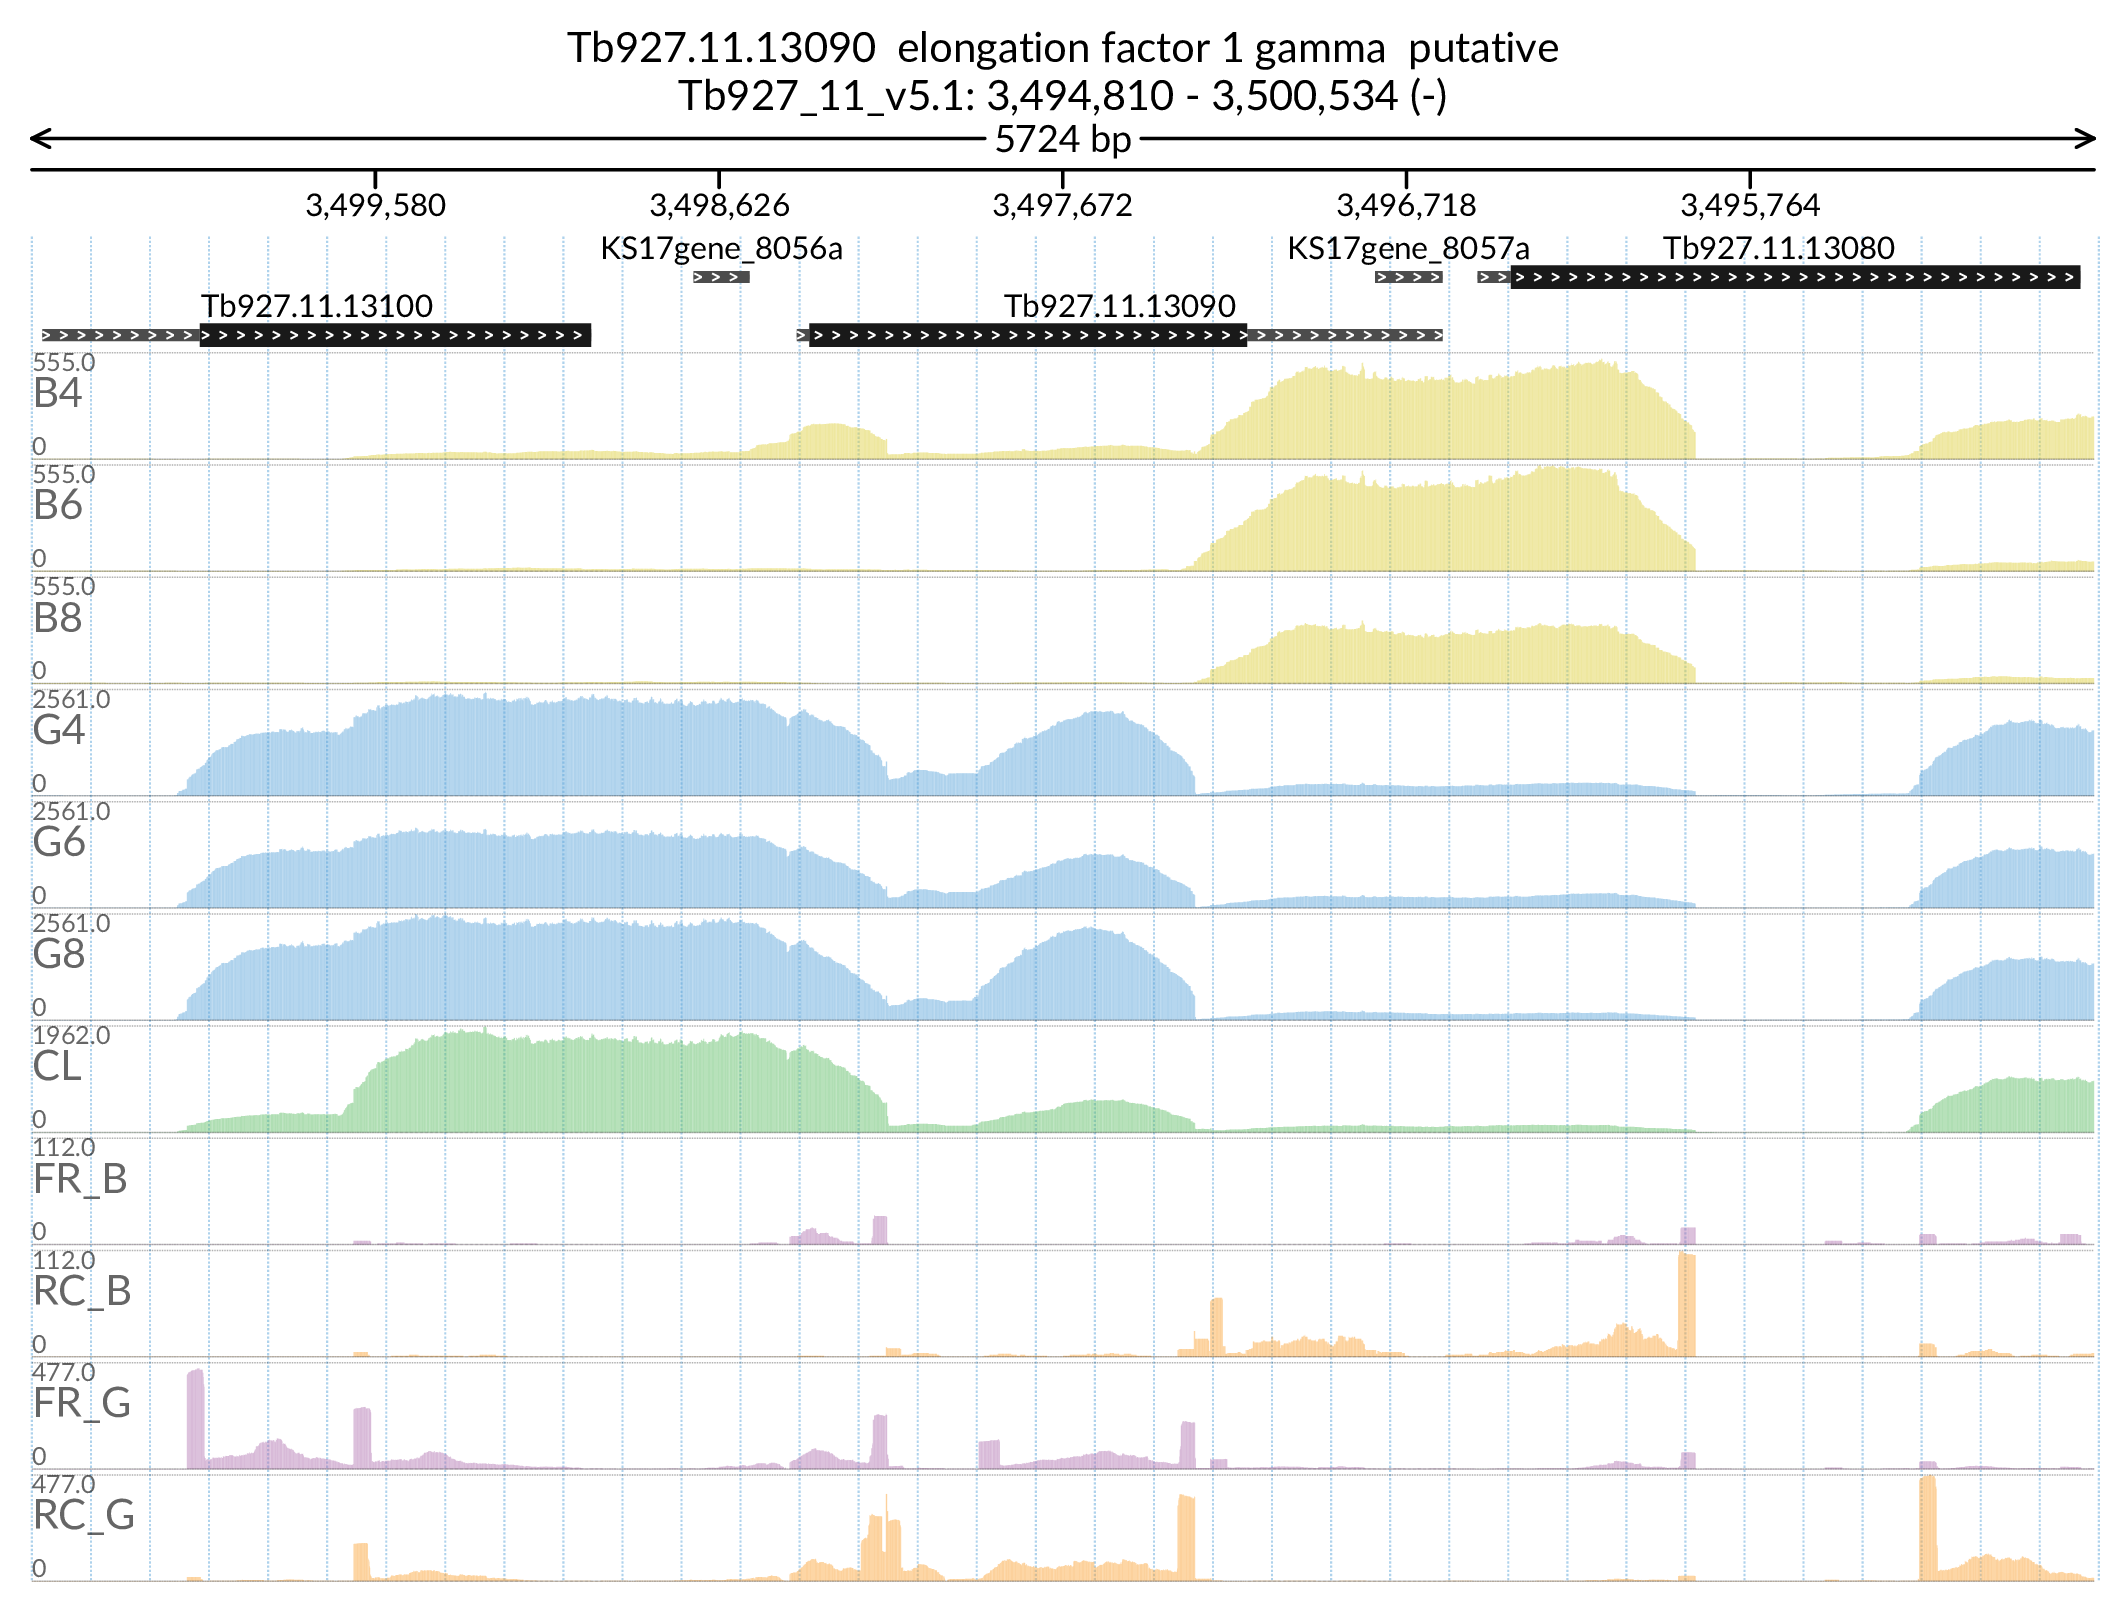 Tb927.11.13090  elongation factor 1 gamma  putative
Tb927_11_v5.1: 3,494,810 - 3,500,534 (-)
5724 bp
3,499,580 3,498,626 3,497,672 3,496,718 3,495,764
KS17gene_8056a KS17gene_8057a Tb927.11.13080
Tb927.11.13100 Tb927.11.13090
555.0
B4
0
555.0
B6
0
555.0
B8
0
2561.0
G4
0
2561.0
G6
0
2561.0
G8
0
1962.0
CL
0
112.0
FR_B
0
112.0
RC_B
0
477.0
FR_G
0
477.0
RC_G
0